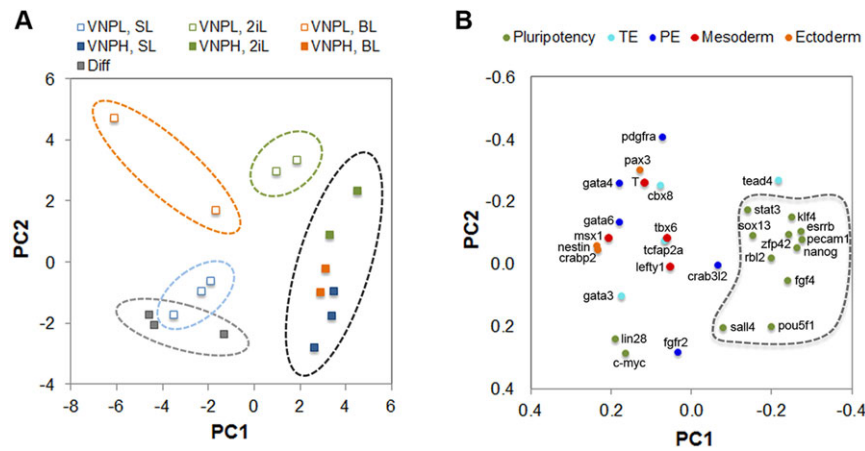 A
VNPL, SL
VNPL, 2iL
VNPL, BL
VNPH, SL
VNPH, 2iL
VNPH, BL
Diff
6
4
2
0
-2
-4
-8
-6
-4
-2
0
2
4
6
PC2
PC1
B
Pluripotency
TE
PE
Mesoderm
Ectoderm
-0.6
-0.4
-0.2
0.0
0.2
0.4
0.4
0.2
0.0
-0.2
-0.4
PC2
PC1
pdgfra
pax3
gata4
T
cbx8
tead4
stat3
klf4
gata6
sox13
esrrb
msx1
tbx6
zfp42
pecam1
nestin
tcfap2a
nanog
crabp2
rbl2
lefty1
crab3l2
fgf4
gata3
sall4
pou5f1
lin28
fgfr2
c-myc